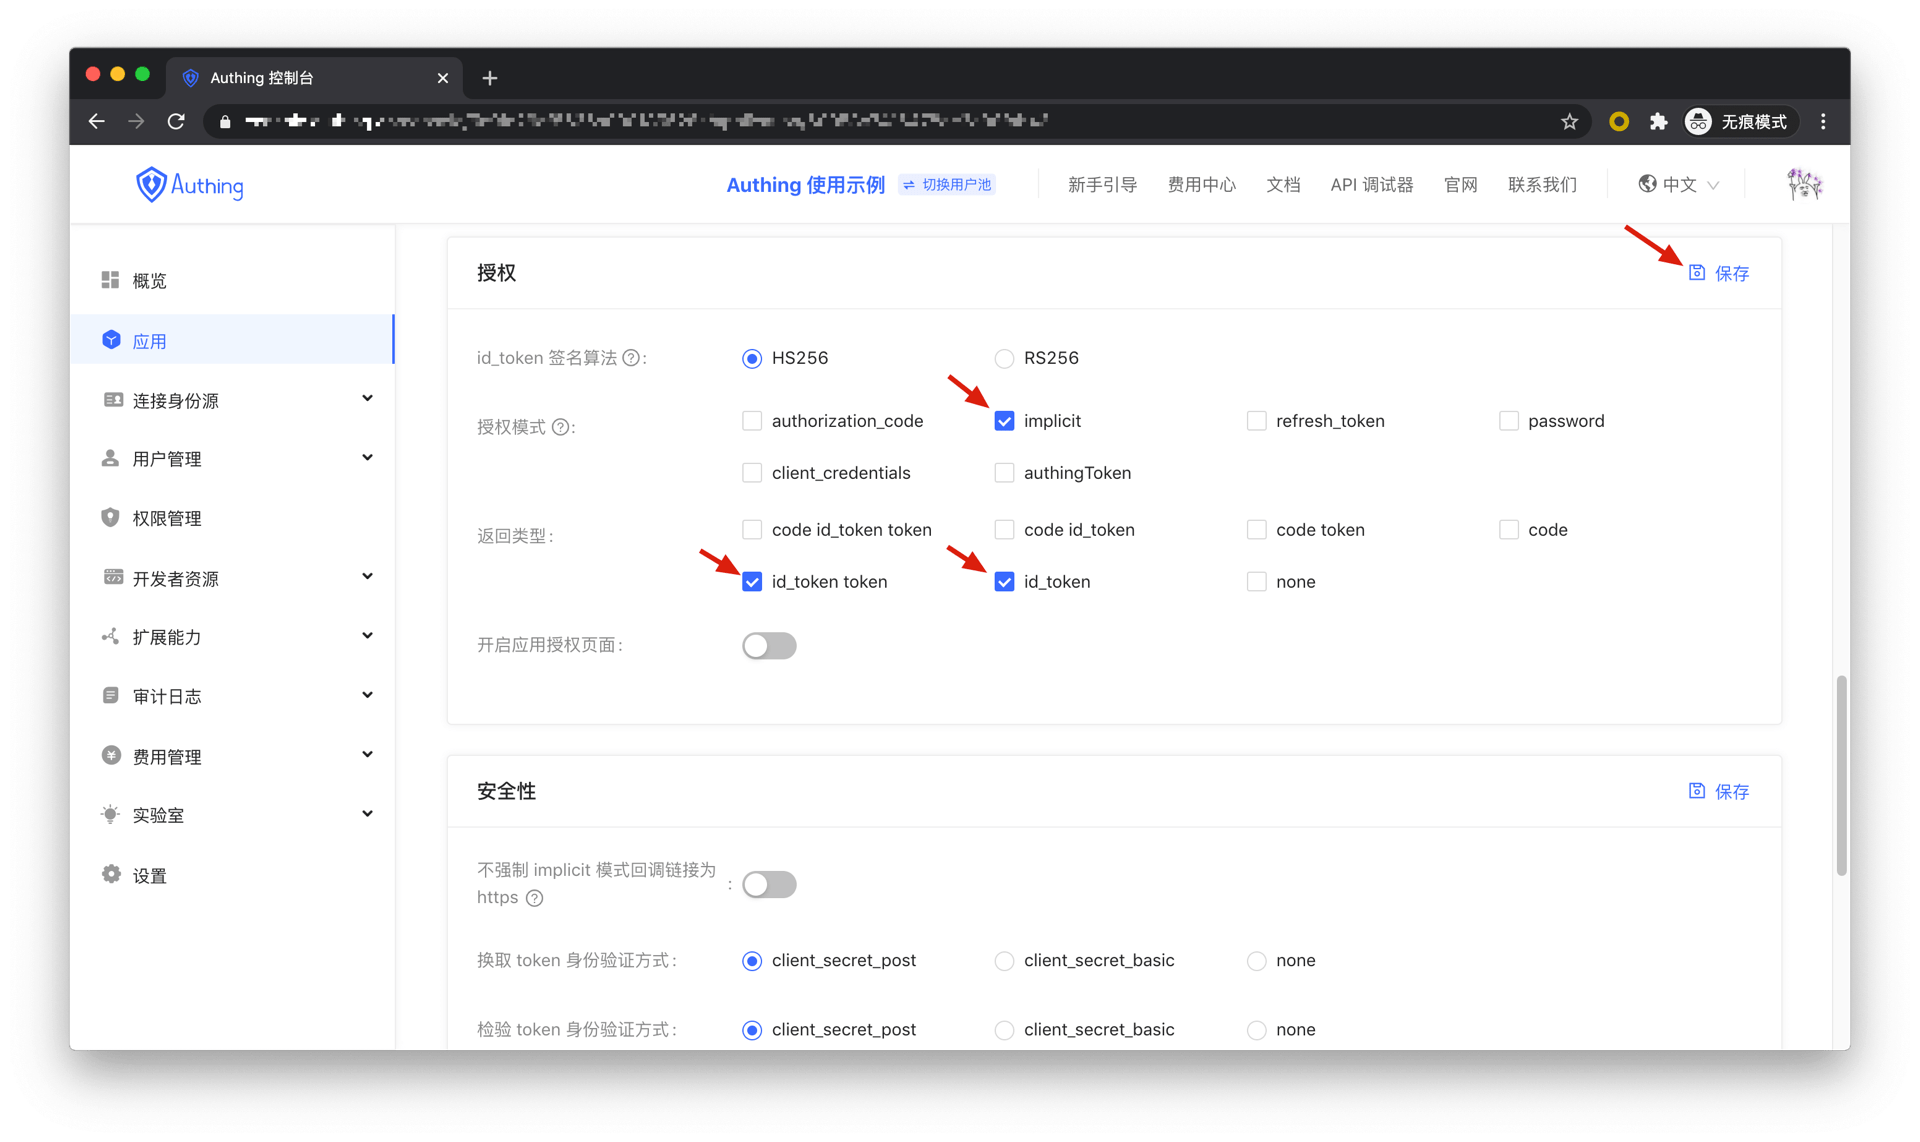 Authing 控制台
无痕模式
Authing
Authing 使用示例 切换用户池 新手引导 费用中心 文档 API 调试器 官网 联系我们 中文
概览
应用
连接身份源
用户管理
权限管理
开发者资源
扩展能力
审计日志
费用管理
实验室
设置
授权 保存
id_token 签名算法 ? : HS256 RS256
授权模式 ? : authorization_code implicit refresh_token password
client_credentials authingToken
返回类型: code id_token token code id_token code token code
id_token token id_token none
开启应用授权页面:
安全性 保存
不强制 implicit 模式回调链接为
https ? :
换取 token 身份验证方式: client_secret_post client_secret_basic none
检验 token 身份验证方式: client_secret_post client_secret_basic none